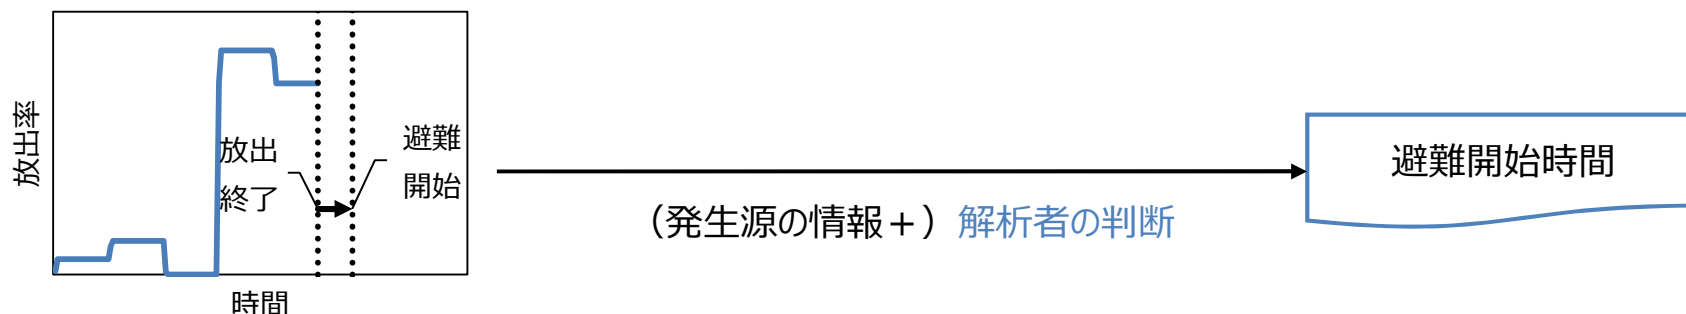 放出率
放出
終了
避難
開始
時間
（発生源の情報＋）解析者の判断
避難開始時間